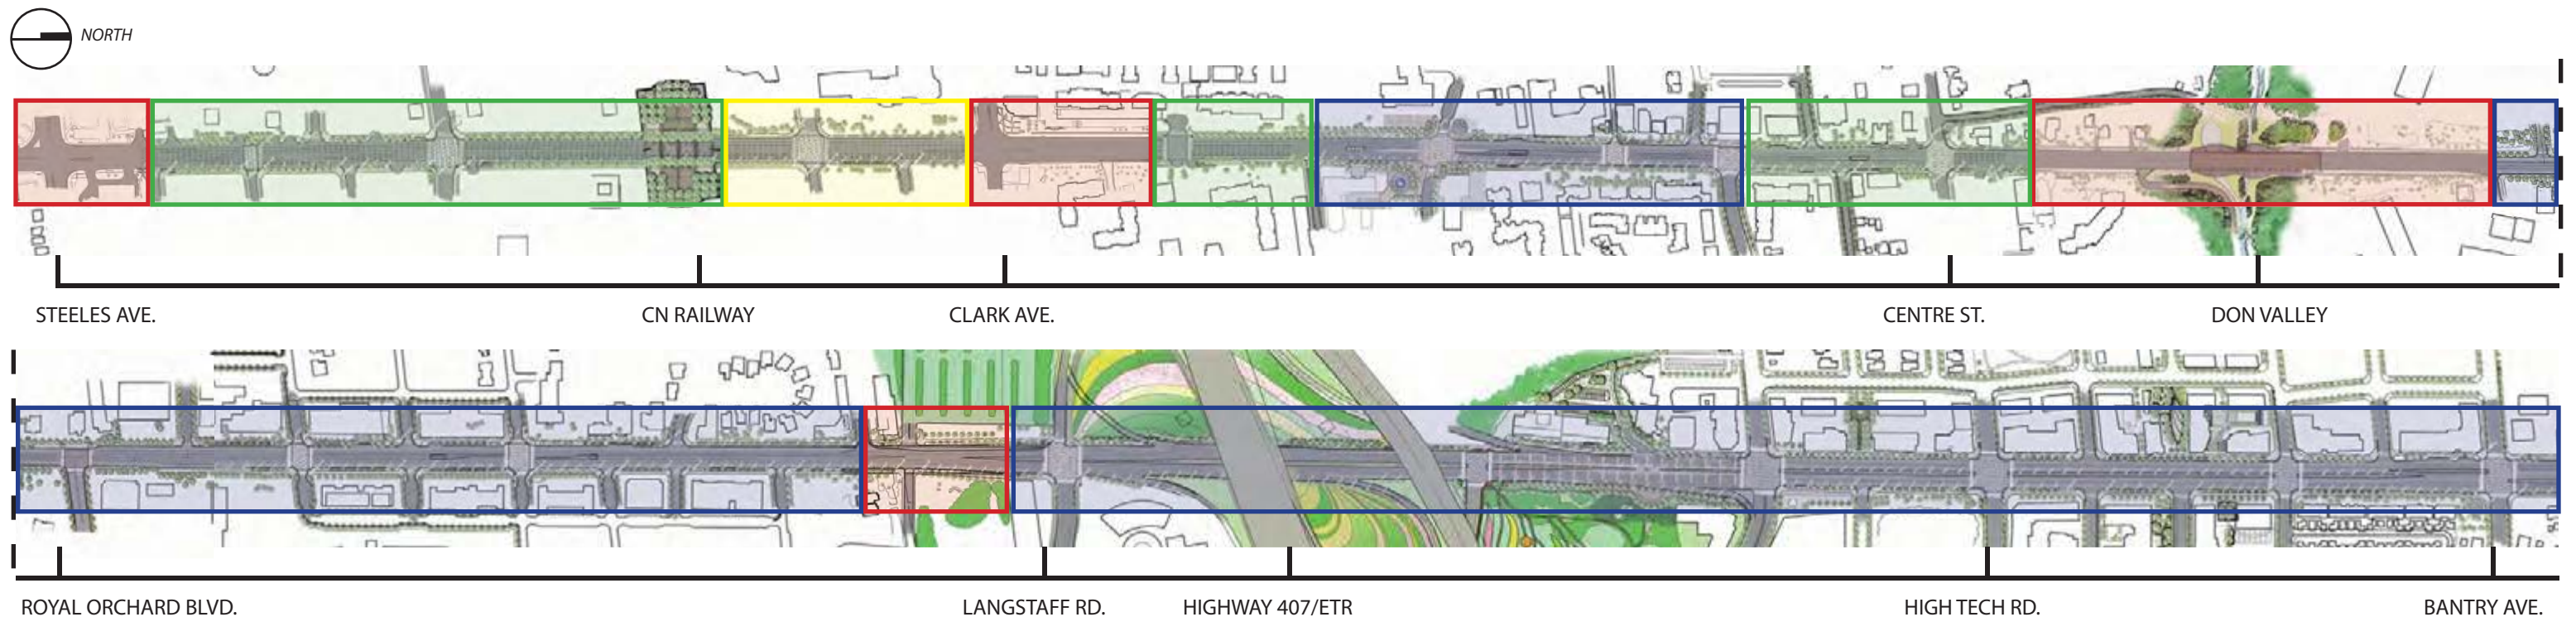 NORTH
STEELES AVE.
CN RAILWAY
CLARK AVE.
CENTRE ST.
DON VALLEY
ROYAL ORCHARD BLVD.
LANGSTAFF RD.
HIGHWAY 407/ETR
HIGH TECH RD.
BANTRY AVE.